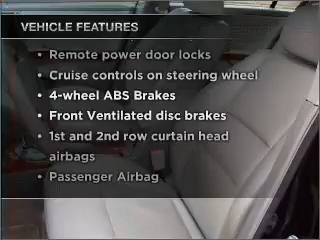 VEHICLE FEATURES
• Remote power door locks
• Cruise controls on steering wheel
• 4-wheel ABS Brakes
• Front Ventilated disc brakes
• 1st and 2nd row curtain head
airbags
• Passenger Airbag